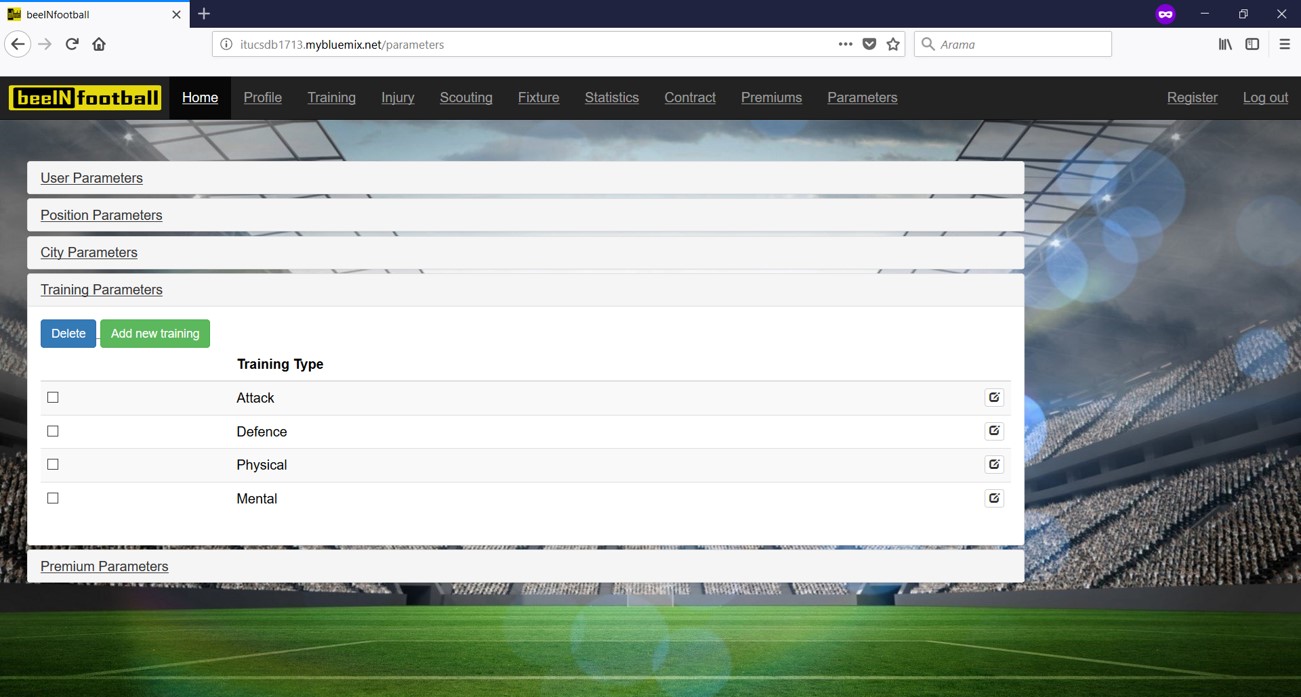 beeINfootball
itucsdb1713.mybluemix.net/parameters
Arama
beeINfootball Home Profile Training Injury Scouting Fixture Statistics Contract Premiums Parameters Register Log out
User Parameters
Position Parameters
City Parameters
Training Parameters
Delete Add new training
Training Type
Attack
Defence
Physical
Mental
Premium Parameters